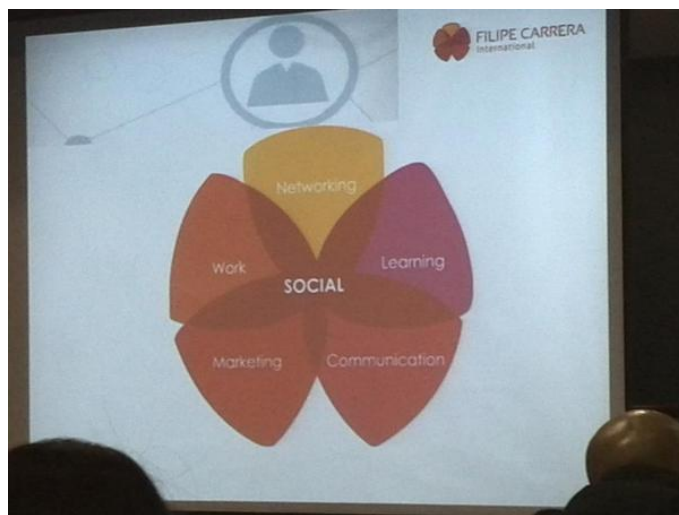 FILIPE CARRERA
International
Networking
Work
Learning
SOCIAL
Marketing
Communication